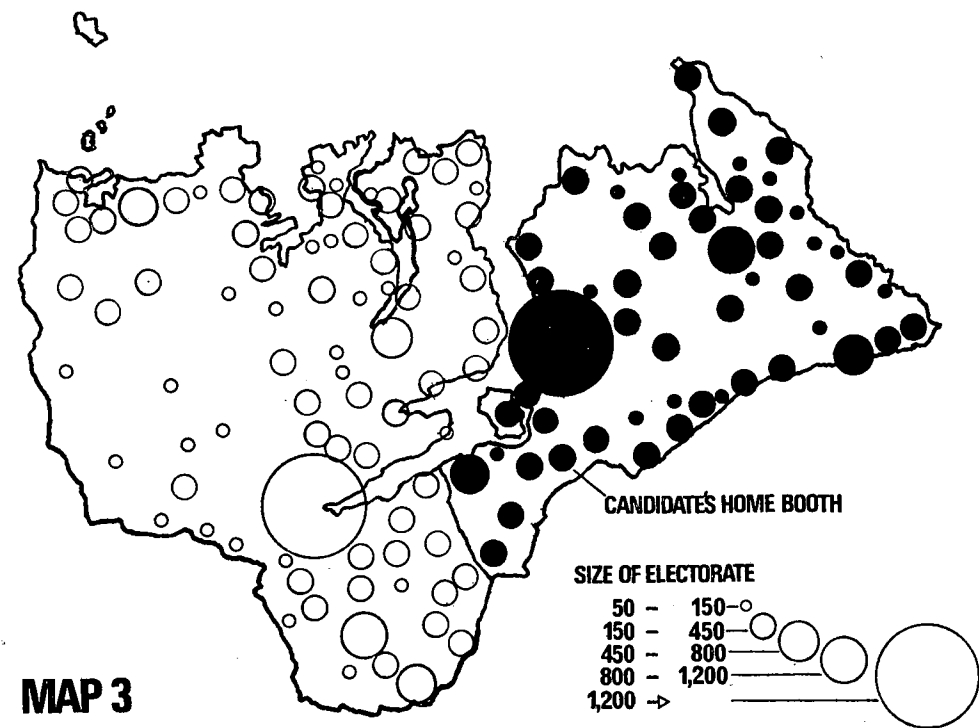 CANDIDATE'S HOME BOOTH
SIZE OF ELECTORATE
50 – 150
150 – 450
450 – 800
800 – 1,200
1,200 →
MAP 3